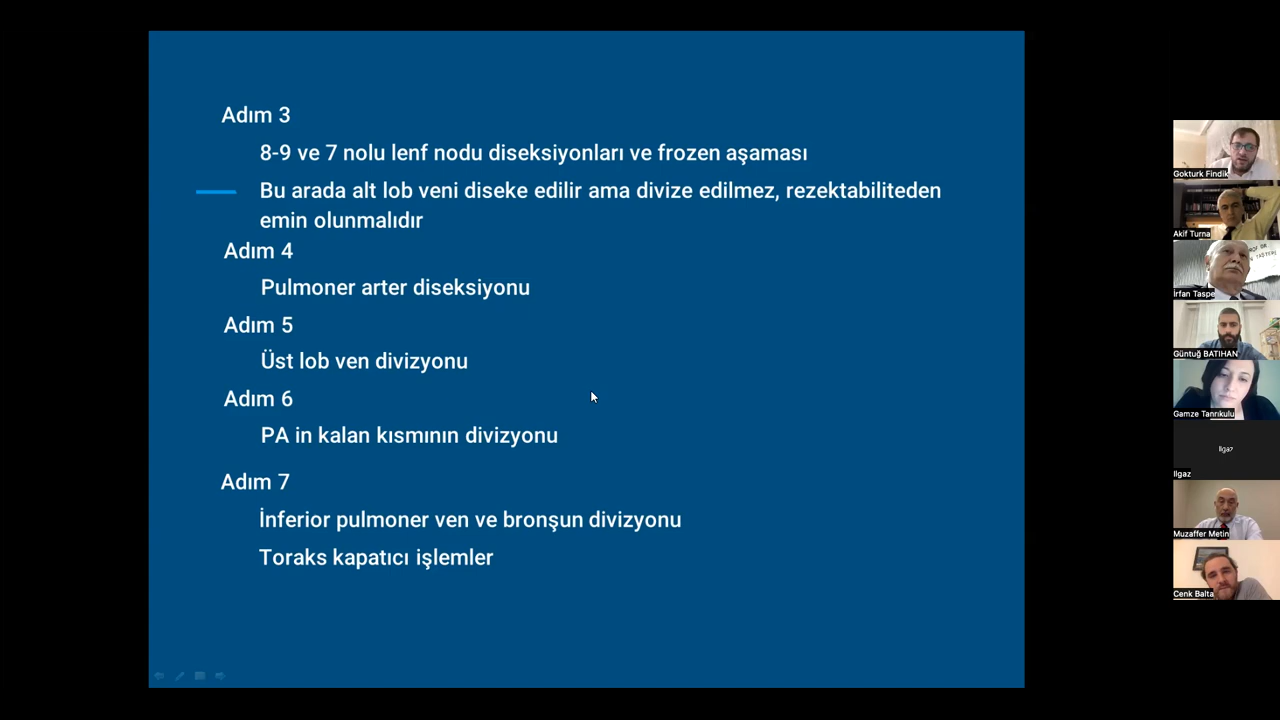 Adım 3
8-9 ve 7 nolu lenf nodu diseksiyonları ve frozen aşaması
Bu arada alt lob veni diseke edilir ama divize edilmez, rezektabiliteden
emin olunmalıdır
Adım 4
Pulmoner arter diseksiyonu
Adım 5
Üst lob ven divizyonu
Adım 6
PA in kalan kısmının divizyonu
Adım 7
İnferior pulmoner ven ve bronşun divizyonu
Toraks kapatıcı işlemler
Gokturk Findik
Akif Turna
İrfan Taspe
Güntuğ BATIHAN
Gamze Tanrıkulu
Ilgaz
Ilgaz
Muzaffer Metin
Cenk Balta